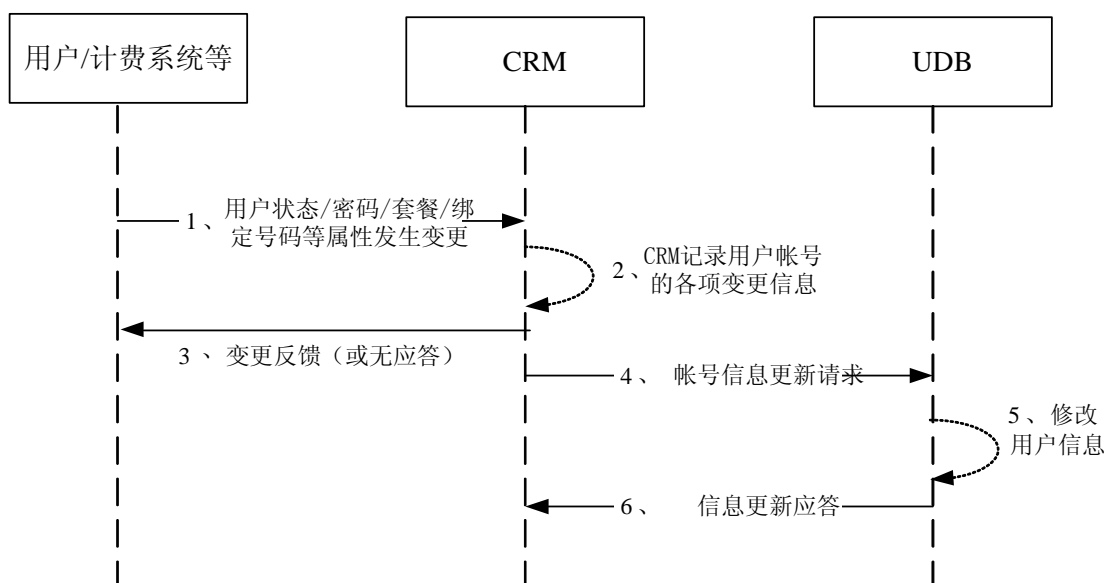 用户/计费系统等
CRM
UDB
1、用户状态/密码/套餐/绑
定号码等属性发生变更
2、CRM记录用户帐号
的各项变更信息
3、变更反馈（或无应答）
4、 帐号信息更新请求
5、修改
用户信息
6、 信息更新应答